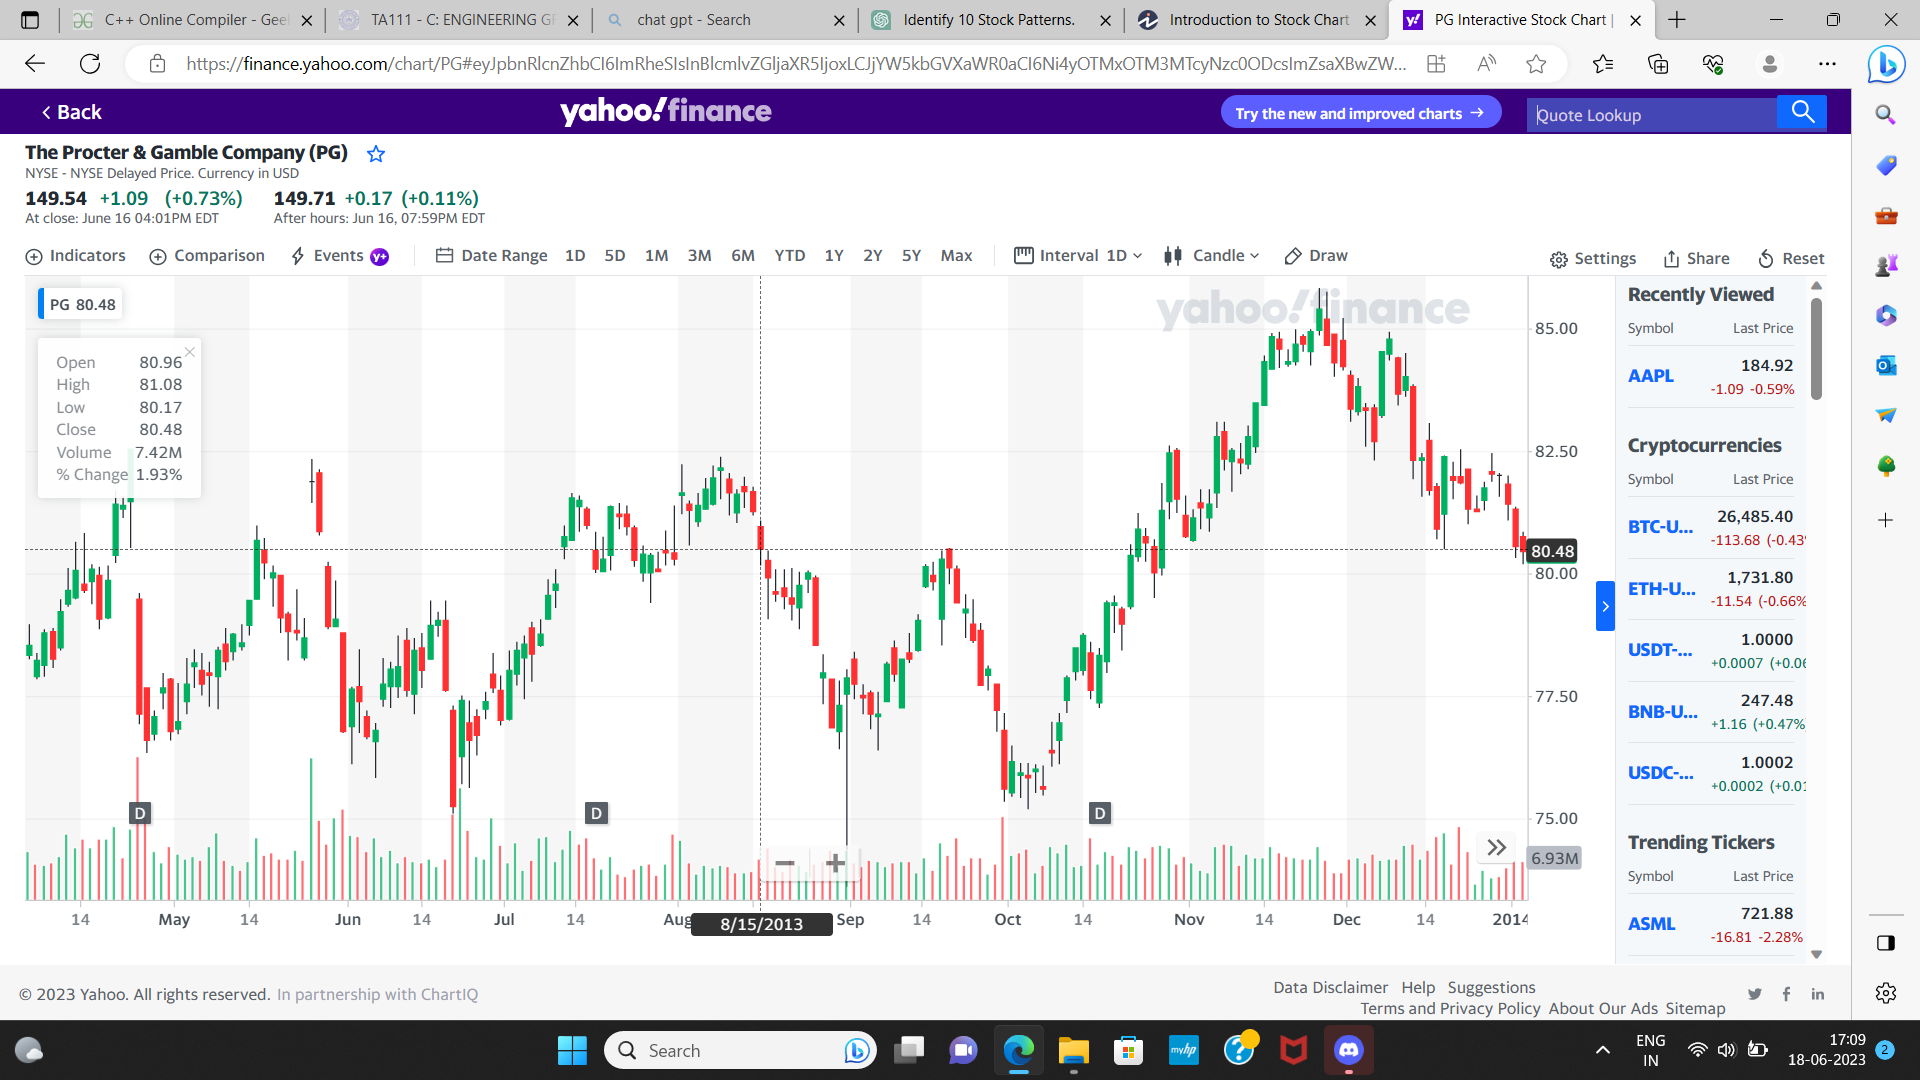 C++ Online Compiler - Gee
TA111 - C: ENGINEERING GR
chat gpt - Search
Identify 10 Stock Patterns.
Introduction to Stock Chart
PG Interactive Stock Chart |
https://finance.yahoo.com/chart/PG#eyJpbnRlcnZhbCI6ImRheSIsInBlcmlvZGljaXR5IjoxLCJjYW5kbGVXaWR0aCI6Ni4yOTMxOTM3MTcyNzc0ODcsImZsaXBwZW...
Back
yahoo!finance
Try the new and improved charts
Quote Lookup
The Procter & Gamble Company (PG)
NYSE - NYSE Delayed Price. Currency in USD
149.54 +1.09 (+0.73%) 149.71 +0.17 (+0.11%)
At close: June 16 04:01PM EDT After hours: Jun 16, 07:59PM EDT
Indicators Comparison Events y+ Date Range 1D 5D 1M 3M 6M YTD 1Y 2Y 5Y Max Interval 1D Candle Draw Settings Share Reset
PG 80.48
yahoo!finance
Open 80.96
High 81.08
Low 80.17
Close 80.48
Volume 7.42M
% Change 1.93%
85.00
82.50
80.48
80.00
77.50
75.00
6.93M
D D D
14 May 14 Jun 14 Jul 14 Aug 8/15/2013 Sep 14 Oct 14 Nov 14 Dec 14 2014
Recently Viewed
Symbol Last Price
AAPL 184.92
-1.09 -0.59%
Cryptocurrencies
Symbol Last Price
BTC-U... 26,485.40
-113.68 (-0.43
ETH-U... 1,731.80
-11.54 (-0.66%
USDT-... 1.0000
+0.0007 (+0.06
BNB-U... 247.48
+1.16 (+0.47%)
USDC-... 1.0002
+0.0002 (+0.01
Trending Tickers
Symbol Last Price
ASML 721.88
-16.81 -2.28%
© 2023 Yahoo. All rights reserved. In partnership with ChartIQ
Data Disclaimer Help Suggestions
Terms and Privacy Policy About Our Ads Sitemap
Search
myhp
ENG
IN
17:09
18-06-2023
2